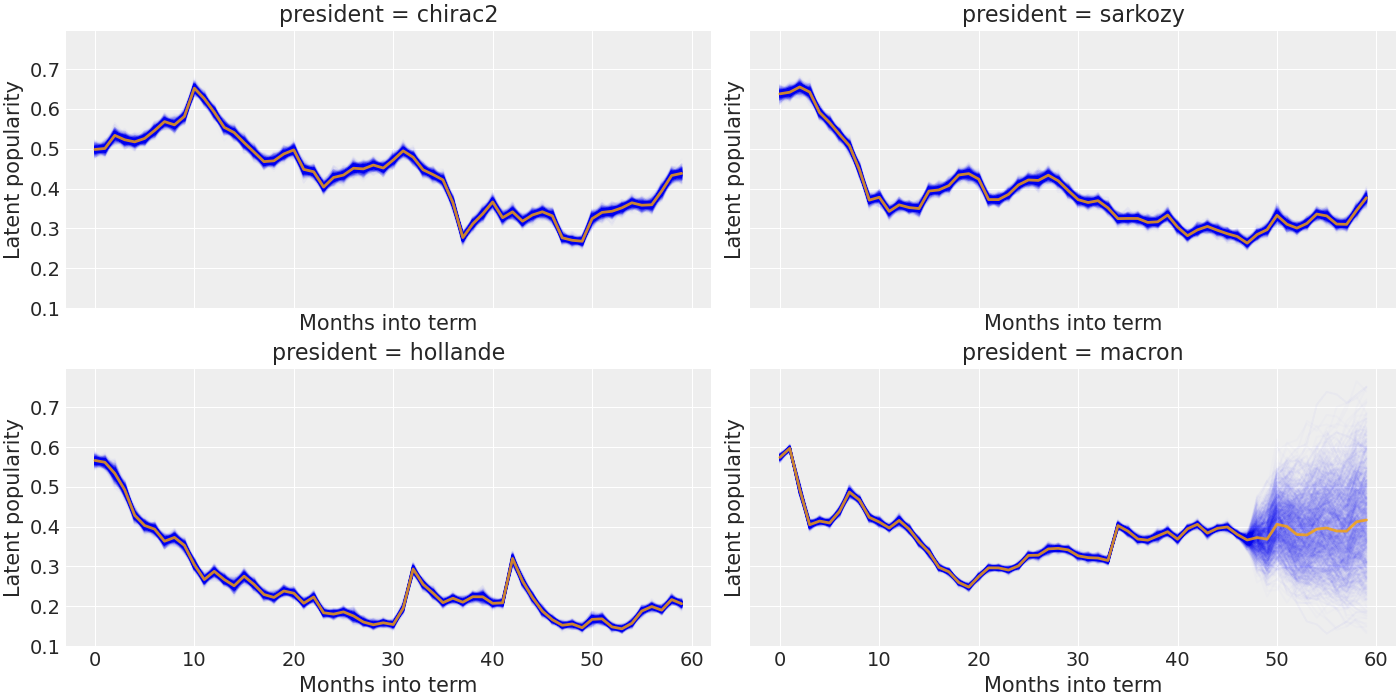 president = chirac2
president = sarkozy
Latent popularity
0.7
0.6
0.5
0.4
0.3
0.2
0.1
Latent popularity
Months into term
Months into term
president = hollande
president = macron
Latent popularity
0.7
0.6
0.5
0.4
0.3
0.2
0.1
Latent popularity
0 10 20 30 40 50 60
0 10 20 30 40 50 60
Months into term
Months into term